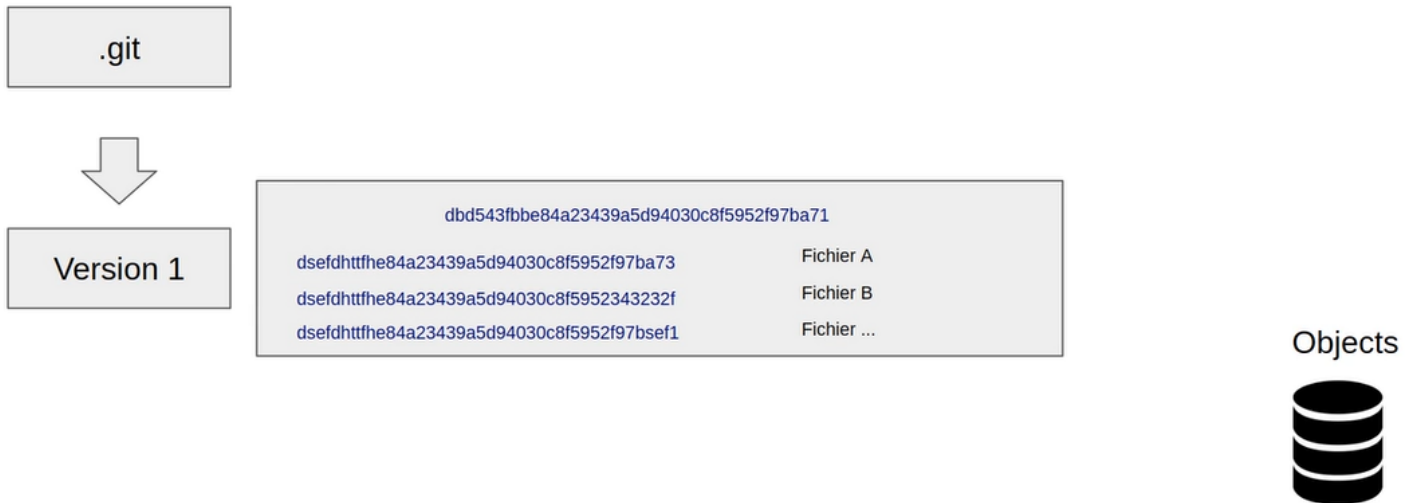 .git
Version 1
dbd543fbbe84a23439a5d94030c8f5952f97ba71
dsefdhttfhe84a23439a5d94030c8f5952f97ba73 Fichier A
dsefdhttfhe84a23439a5d94030c8f5952343232f Fichier B
dsefdhttfhe84a23439a5d94030c8f5952f97bsef1 Fichier ...
Objects